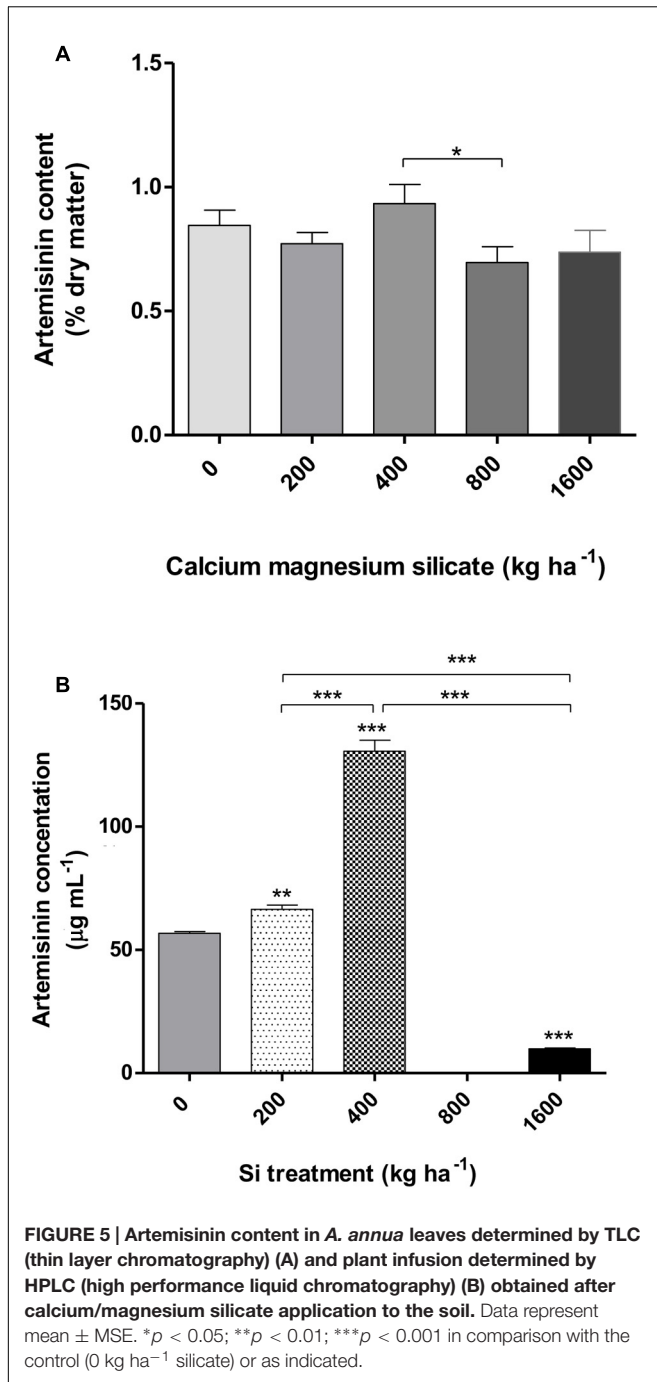 A
1.5
1.0
0.5
0.0
Artemisinin content
(% dry matter)
*
0
200
400
800
1600
Calcium magnesium silicate (kg ha⁻¹)
B
150
100
50
0
Artemisinin concentation
(µg mL⁻¹)
***
*** ***
**
***
***
0
200
400
800
1600
Si treatment (kg ha⁻¹)
FIGURE 5 | Artemisinin content in A. annua leaves determined by TLC
(thin layer chromatography) (A) and plant infusion determined by
HPLC (high performance liquid chromatography) (B) obtained after
calcium/magnesium silicate application to the soil. Data represent
mean ± MSE. *p < 0.05; **p < 0.01; ***p < 0.001 in comparison with the
control (0 kg ha⁻¹ silicate) or as indicated.